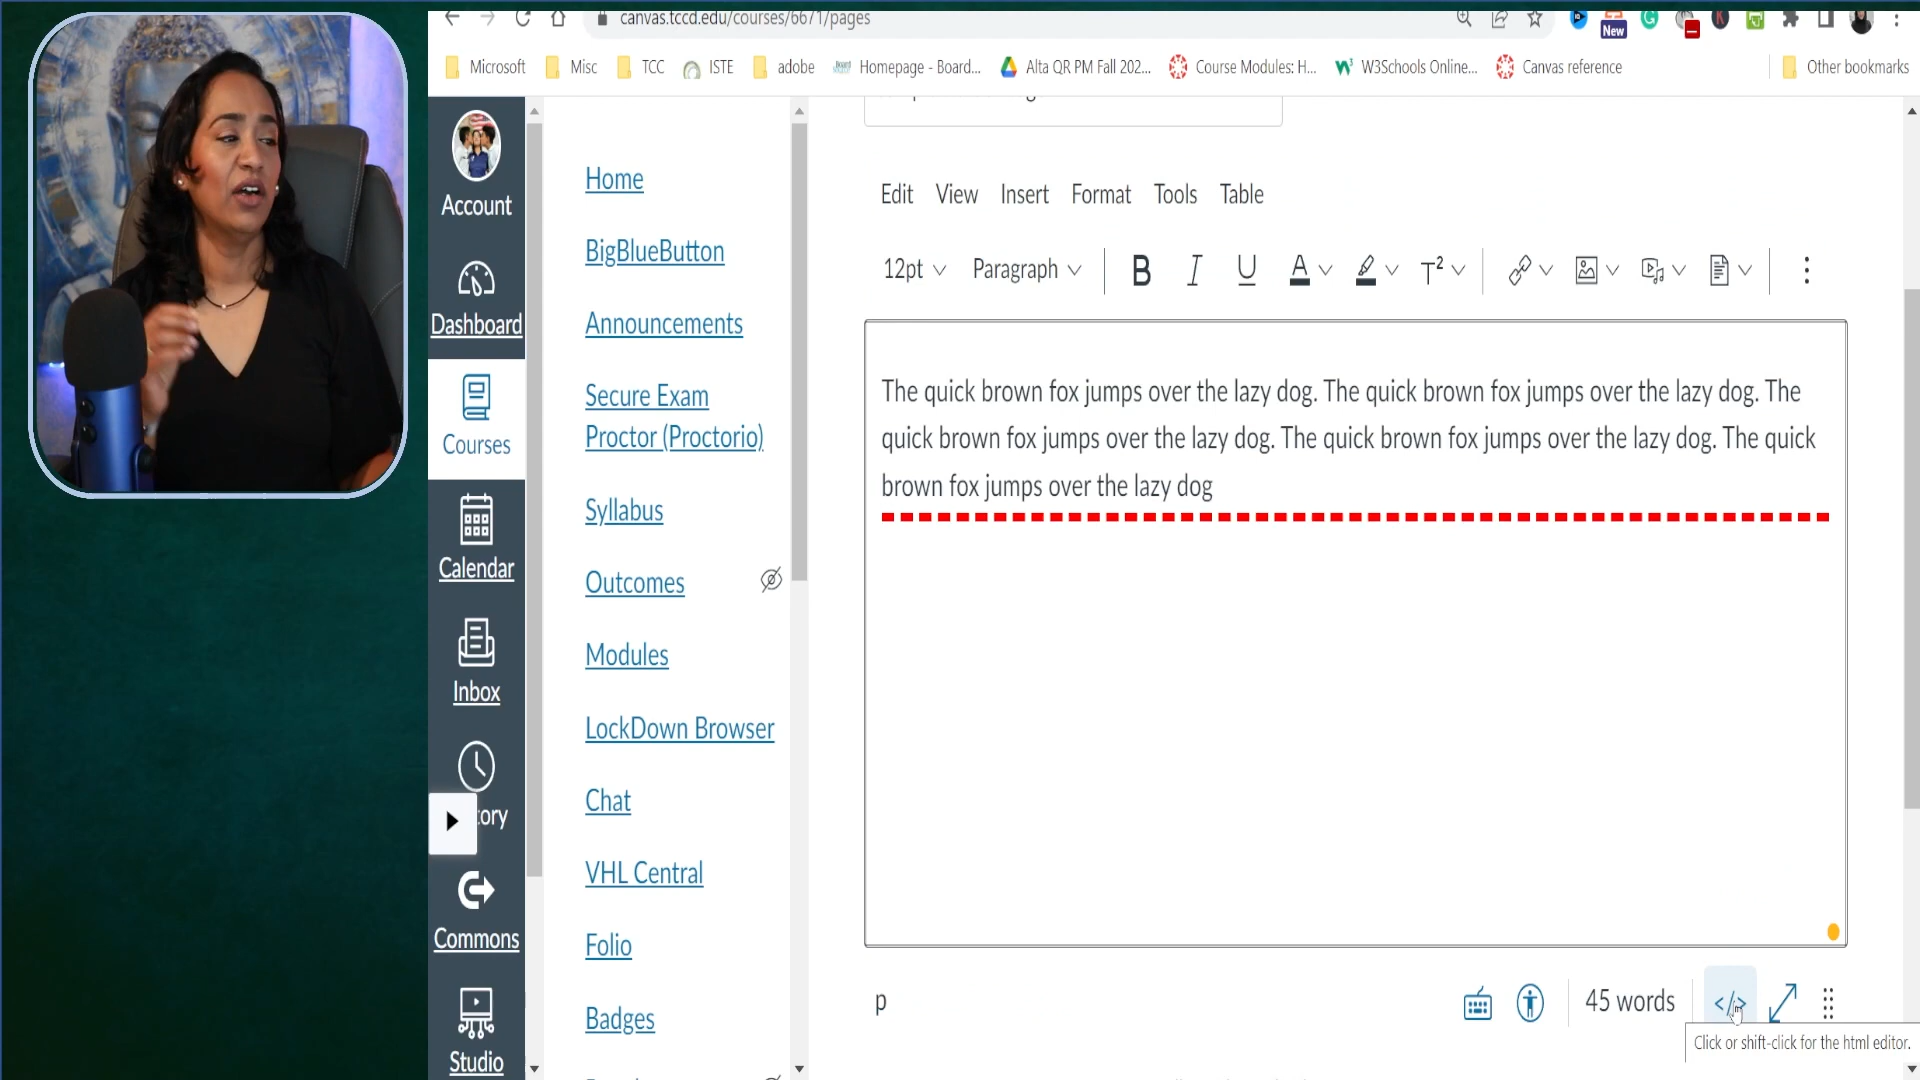 canvas.tccd.edu/courses/6671/pages
New
Microsoft
Misc
TCC
ISTE
adobe
Homepage - Board...
Alta QR PM Fall 202...
Course Modules: H...
W3Schools Online...
Canvas reference
Other bookmarks
Account
Dashboard
Courses
Calendar
Inbox
tory
Commons
Studio
Home
BigBlueButton
Announcements
Secure Exam
Proctor (Proctorio)
Syllabus
Outcomes
Modules
LockDown Browser
Chat
VHL Central
Folio
Badges
Edit View Insert Format Tools Table
12pt Paragraph B I U A T²
The quick brown fox jumps over the lazy dog. The quick brown fox jumps over the lazy dog. The
quick brown fox jumps over the lazy dog. The quick brown fox jumps over the lazy dog. The quick
brown fox jumps over the lazy dog
p
45 words </>
Click or shift-click for the html editor.